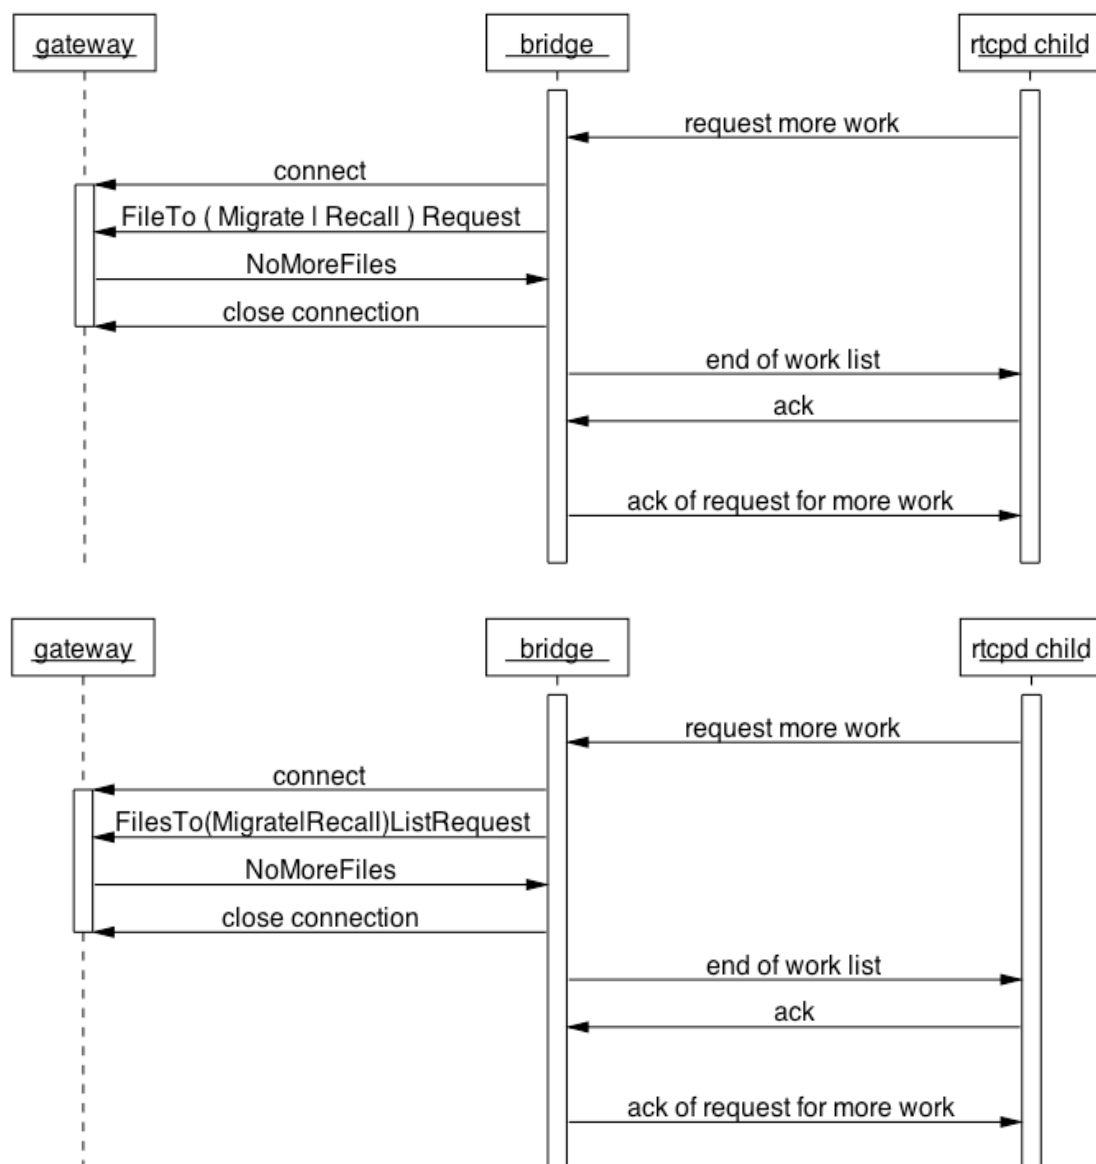 gateway bridge rtcpd child
request more work
connect
FileTo ( Migrate | Recall ) Request
NoMoreFiles
close connection
end of work list
ack
ack of request for more work
gateway bridge rtcpd child
request more work
connect
FilesTo(Migrate|Recall)ListRequest
NoMoreFiles
close connection
end of work list
ack
ack of request for more work